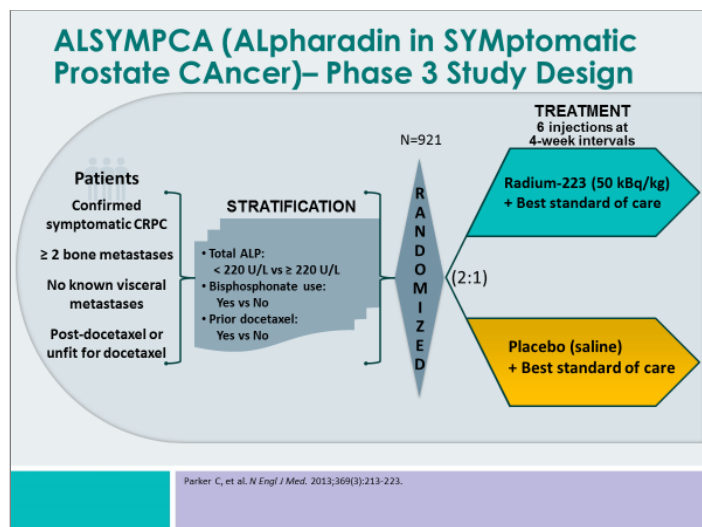 ALSYMPCA (ALpharadin in SYMptomatic
Prostate CAncer)– Phase 3 Study Design
Patients
Confirmed
symptomatic CRPC
≥ 2 bone metastases
No known visceral
metastases
Post-docetaxel or
unfit for docetaxel
STRATIFICATION
• Total ALP:
< 220 U/L vs ≥ 220 U/L
• Bisphosphonate use:
Yes vs No
• Prior docetaxel:
Yes vs No
N=921
RANDOMIZED
(2:1)
TREATMENT
6 injections at
4-week intervals
Radium-223 (50 kBq/kg)
+ Best standard of care
Placebo (saline)
+ Best standard of care
Parker C, et al. N Engl J Med. 2013;369(3):213-223.